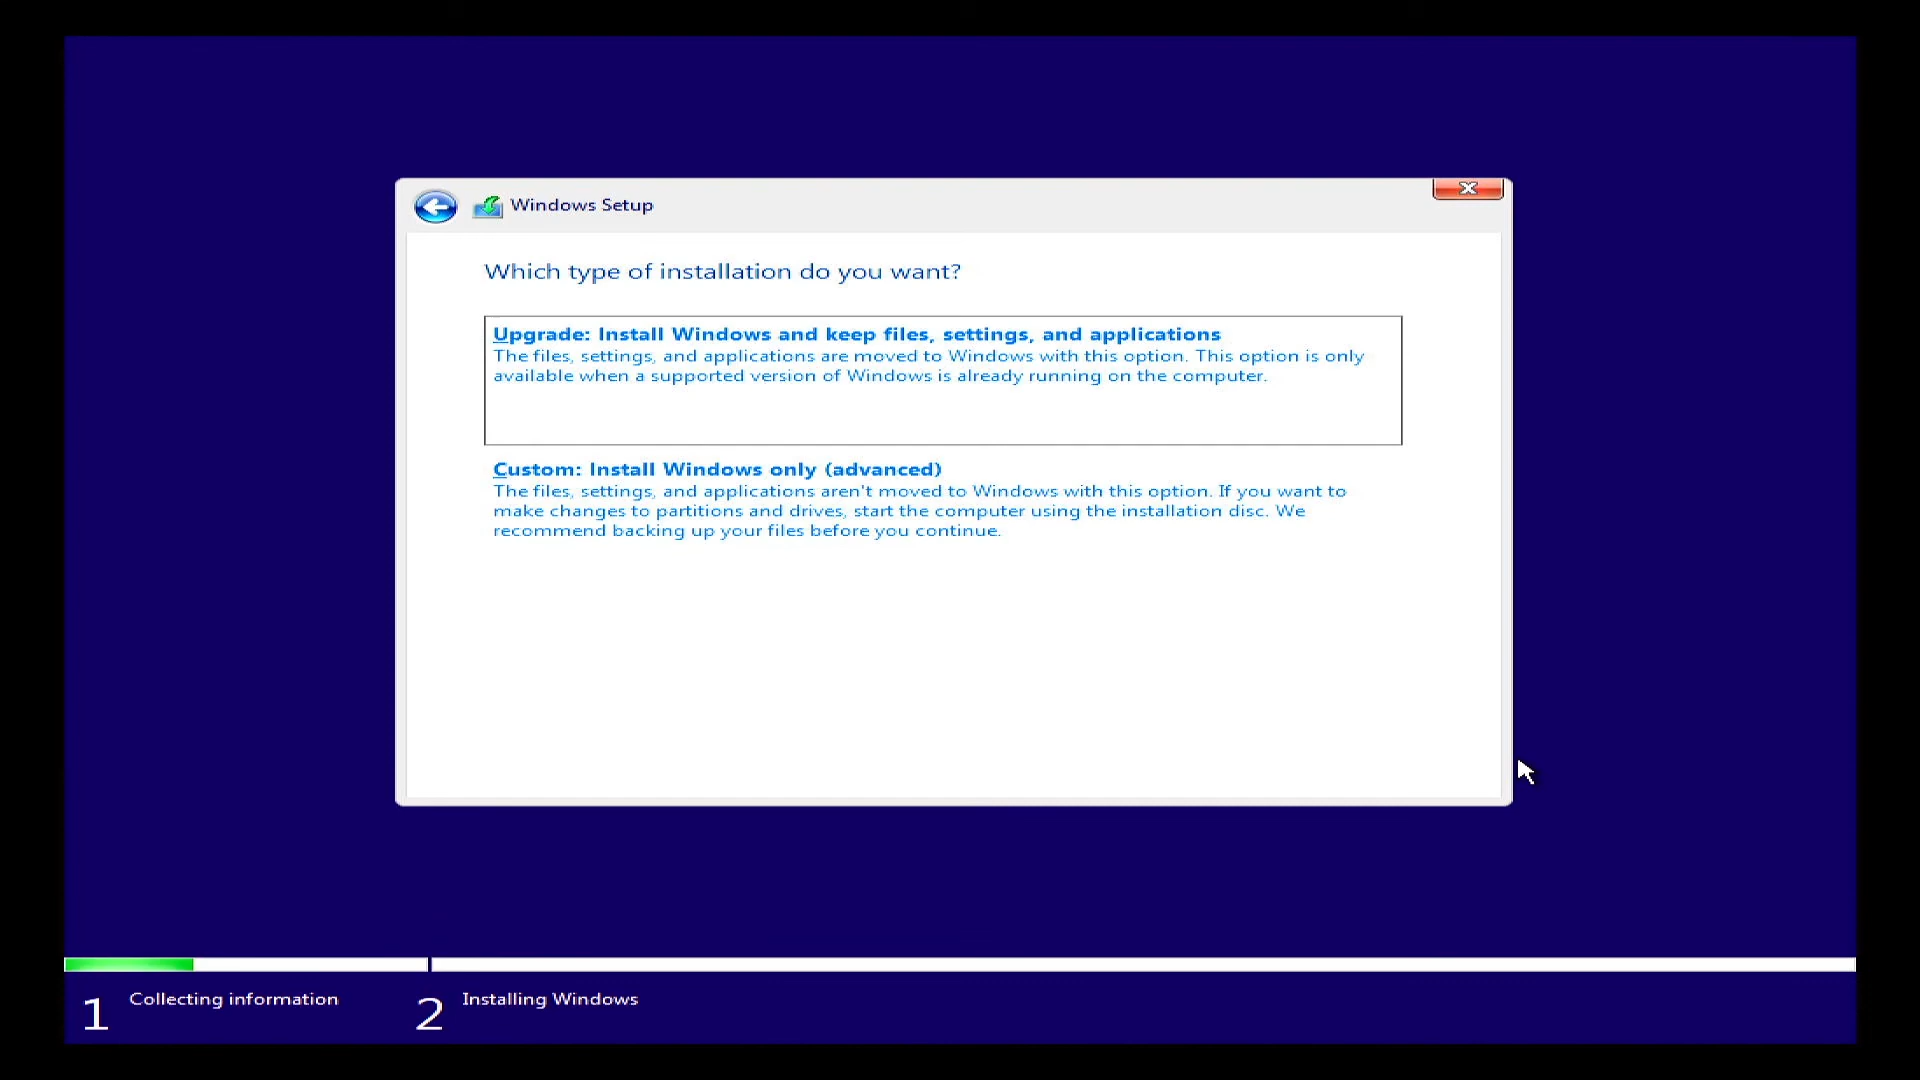 Windows Setup
Which type of installation do you want?
Upgrade: Install Windows and keep files, settings, and applications
The files, settings, and applications are moved to Windows with this option. This option is only
available when a supported version of Windows is already running on the computer.
Custom: Install Windows only (advanced)
The files, settings, and applications aren't moved to Windows with this option. If you want to
make changes to partitions and drives, start the computer using the installation disc. We
recommend backing up your files before you continue.
1 Collecting information
2 Installing Windows